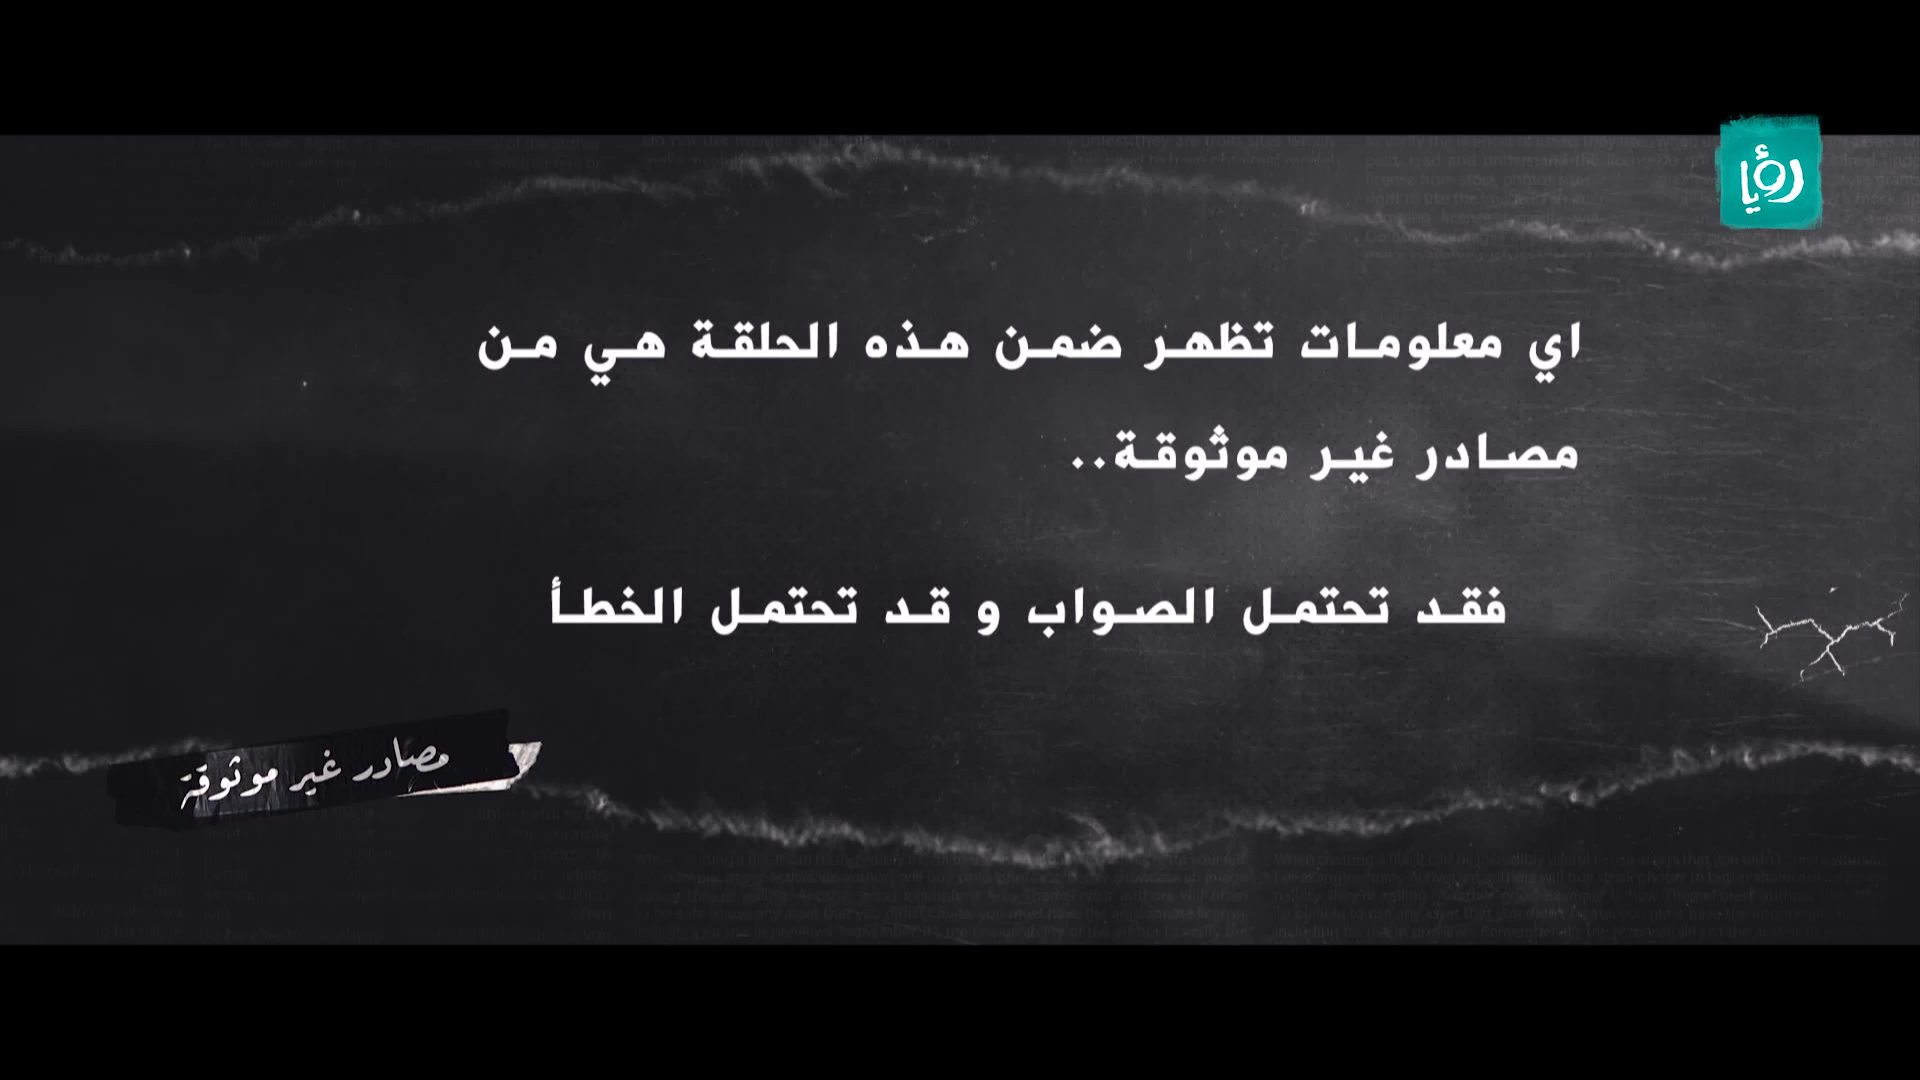 رؤيا
اي معلومات تظهر ضمن هذه الحلقة هي من
مصادر غير موثوقة..
فقد تحتمل الصواب و قد تحتمل الخطأ
مصادر غير موثوقة